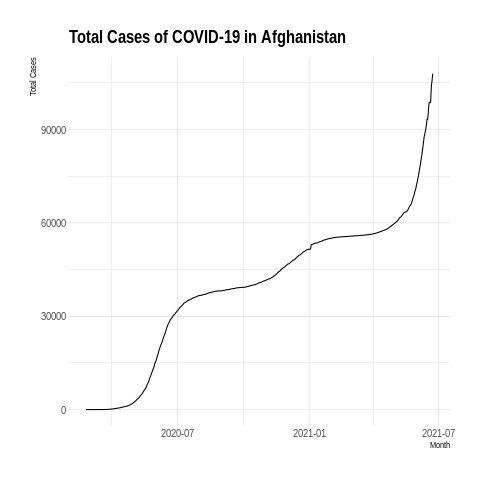 Total Cases of COVID-19 in Afghanistan
Total Cases
90000
60000
30000
0
2020-07
2021-01
2021-07
Month